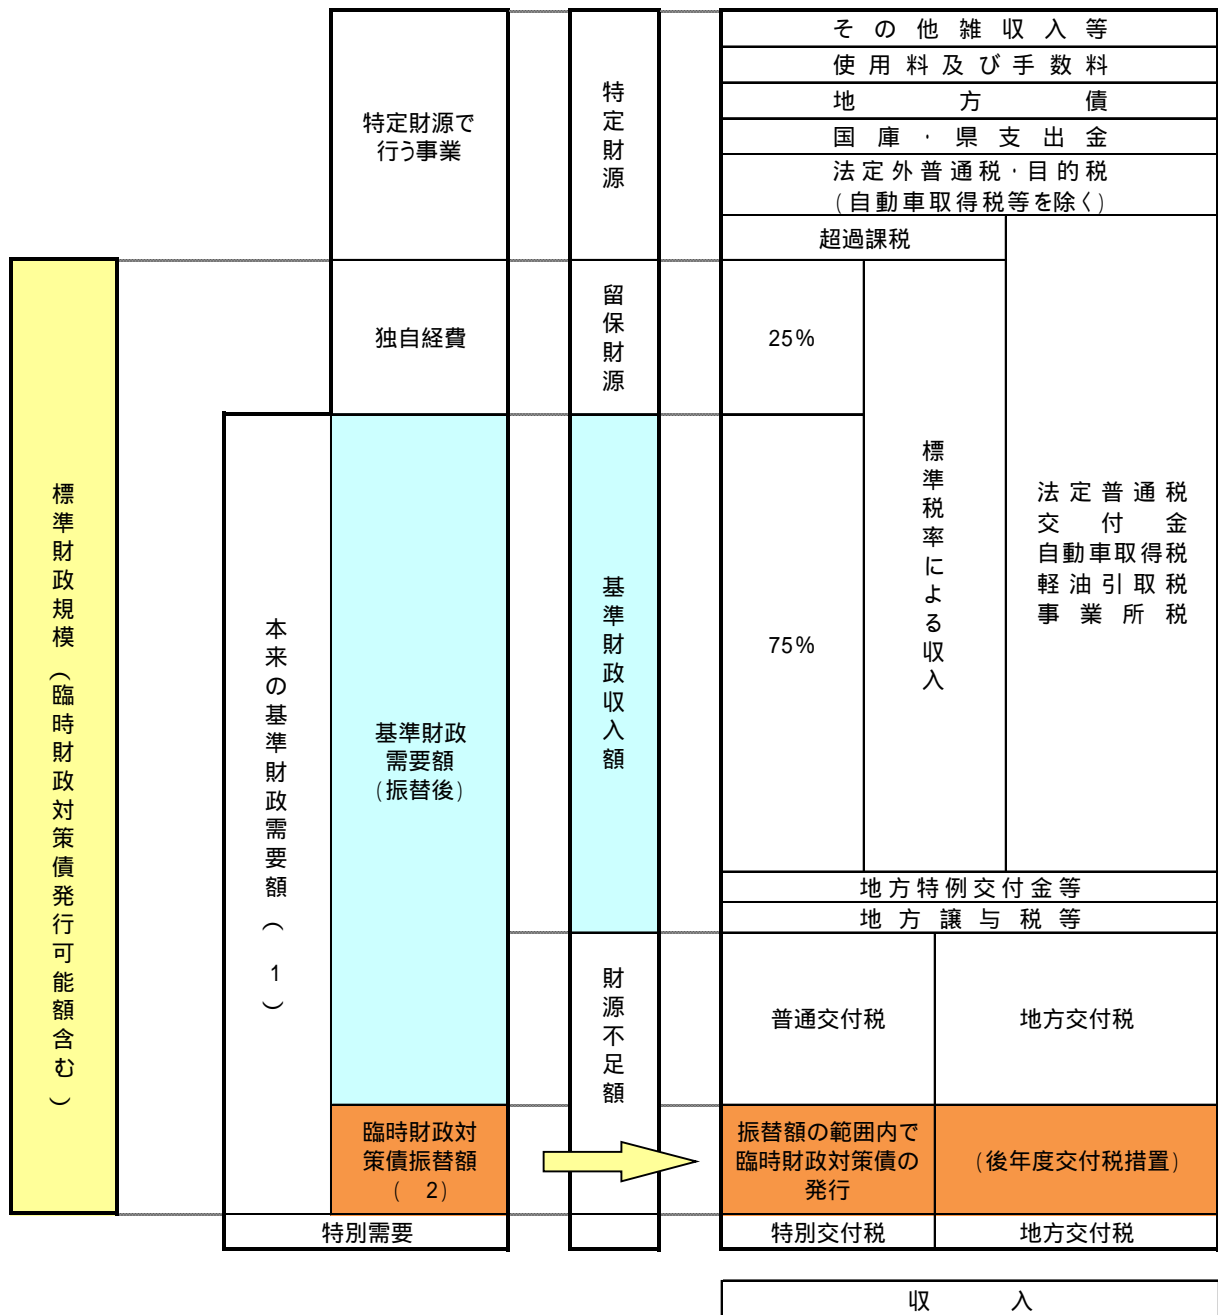 標準財政規模（臨時財政対策債発行可能額含む）
本来の基準財政需要額（ 1）
特定財源で
行う事業
独自経費
基準財政
需要額
(振替後)
臨時財政対
策債振替額
( 2)
特別需要
特定財源
留保財源
基準財政収入額
財源不足額
その他雑収入等
使用料及び手数料
地方債
国庫・県支出金
法定外普通税・目的税
(自動車取得税等を除く)
超過課税
25%
75%
標準税率による収入
法定普通税
交付金
自動車取得税
軽油引取税
事業所税
地方特例交付金等
地方譲与税等
普通交付税
地方交付税
振替額の範囲内で
臨時財政対策債の
発行
(後年度交付税措置)
特別交付税
地方交付税
収入